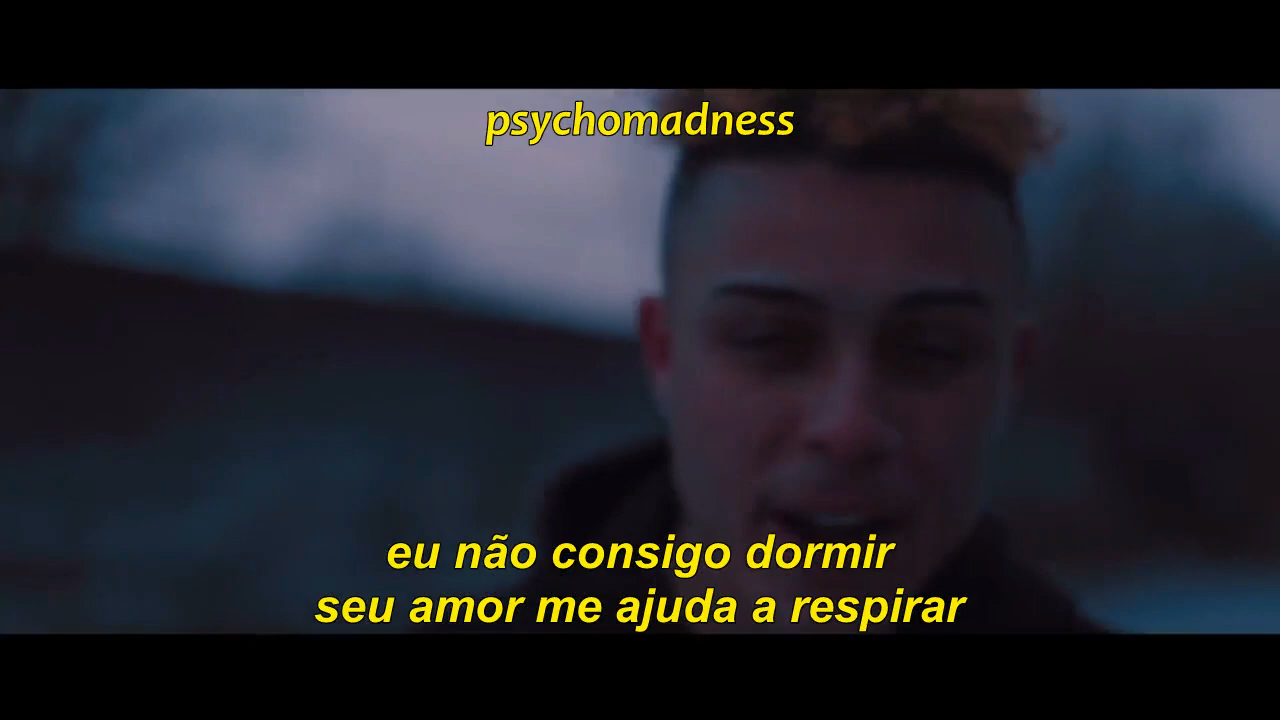 psychomadness
eu não consigo dormir
seu amor me ajuda a respirar